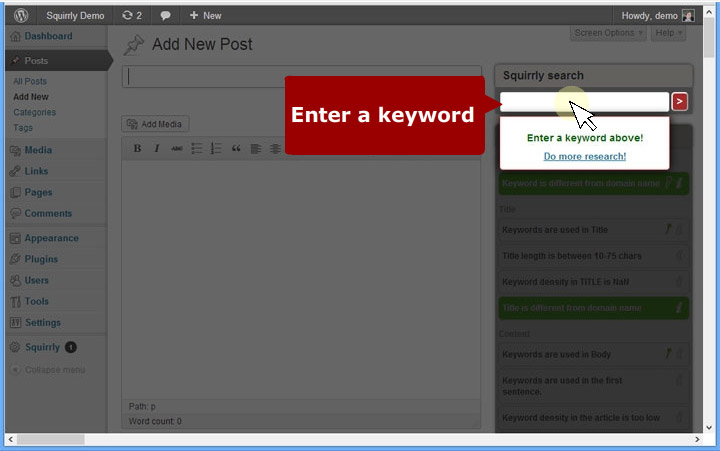 Squirrly Demo 2 + New Howdy, demo
Dashboard
Posts
All Posts
Add New
Categories
Tags
Media
Links
Pages
Comments
Appearance
Plugins
Users
Tools
Settings
Squirrly 1
Collapse menu
Screen Options Help
Add New Post
Add Media
B I ABC
Path: p
Word count: 0
Enter a keyword
Squirrly search
>
Enter a keyword above!
Do more research!
Keyword is different from domain name
Title:
Keywords are used in Title
Title length is between 10-75 chars
Keyword density in TITLE is NaN
Title is different from domain name
Content:
Keywords are used in Body
Keywords are used in the first
sentence.
Keyword density in the article is too low